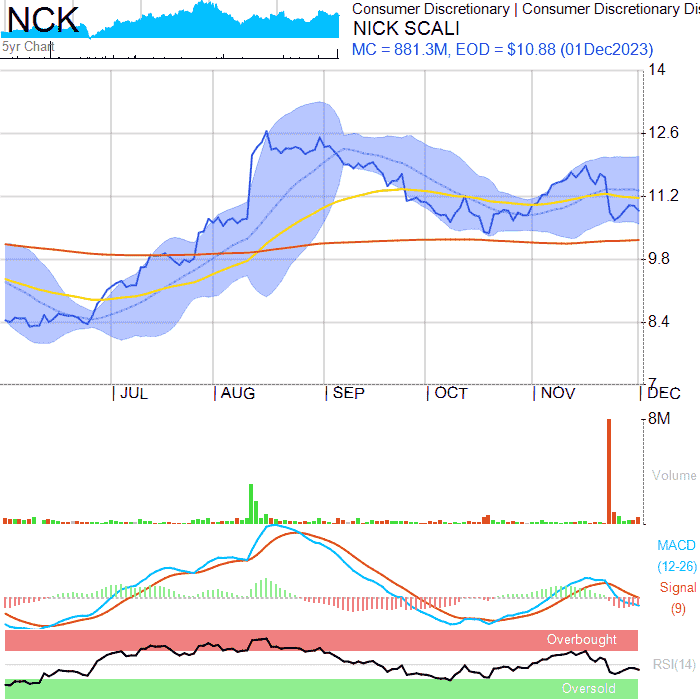 NCK
5yr Chart
Consumer Discretionary | Consumer Discretionary Dis
NICK SCALI
MC = 881.3M, EOD = $10.88 (01Dec2023)
14
12.6
11.2
9.8
8.4
7
JUL AUG SEP OCT NOV DEC
8M
Volume
MACD
(12-26)
Signal
(9)
Overbought
RSI(14)
Oversold